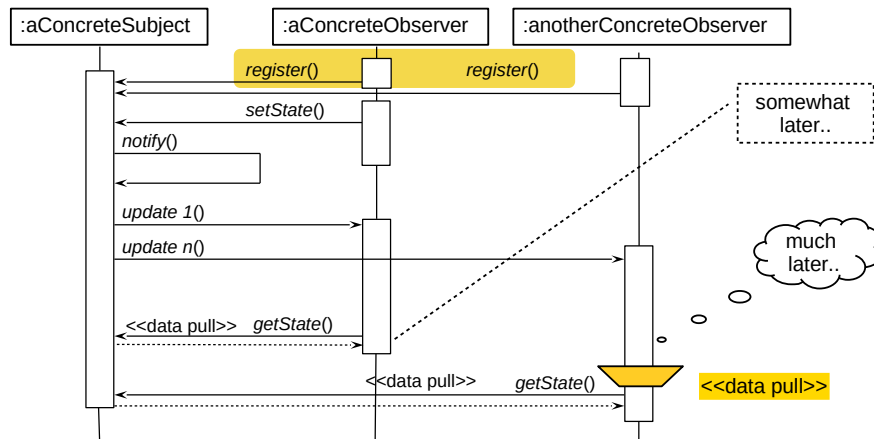 :aConcreteSubject :aConcreteObserver :anotherConcreteObserver
register() register()
setState()
notify()
update 1()
update n()
<<data pull>> getState()
<<data pull>> getState()
somewhat
later..
much
later..
<<data pull>>